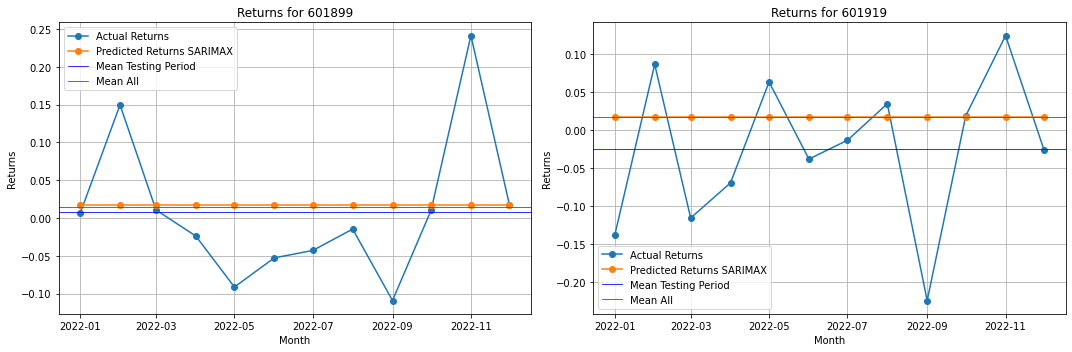 Returns for 601899
0.25
0.20
0.15
0.10
0.05
0.00
−0.05
−0.10
Returns
Actual Returns
Predicted Returns SARIMAX
Mean Testing Period
Mean All
2022-01 2022-03 2022-05 2022-07 2022-09 2022-11
Month
Returns for 601919
0.10
0.05
0.00
−0.05
−0.10
−0.15
−0.20
Returns
Actual Returns
Predicted Returns SARIMAX
Mean Testing Period
Mean All
2022-01 2022-03 2022-05 2022-07 2022-09 2022-11
Month